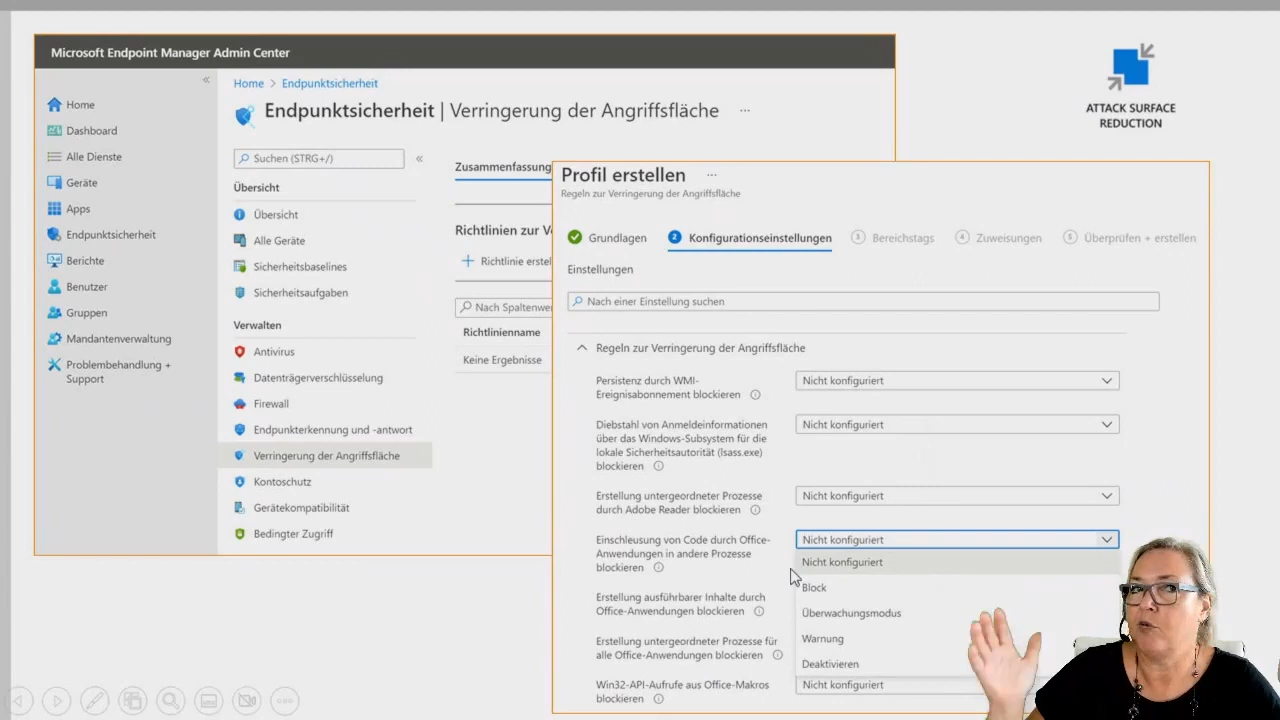 Microsoft Endpoint Manager Admin Center
Home > Endpunktsicherheit
Endpunktsicherheit | Verringerung der Angriffsfläche ...
Home
Dashboard
Alle Dienste
Geräte
Apps
Endpunktsicherheit
Berichte
Benutzer
Gruppen
Mandantenverwaltung
Problembehandlung +
Support
Suchen (STRG+/)
Übersicht
Übersicht
Alle Geräte
Sicherheitsbaselines
Sicherheitsaufgaben
Verwalten
Antivirus
Datenträgerverschlüsselung
Firewall
Endpunkterkennung und -antwort
Verringerung der Angriffsfläche
Kontoschutz
Gerätekompatibilität
Bedingter Zugriff
Zusammenfassung
Richtlinien zur V
Richtlinie erstel
Nach Spaltenwe
Richtlinienname
Keine Ergebnisse
ATTACK SURFACE
REDUCTION
Profil erstellen ...
Regeln zur Verringerung der Angriffsfläche
Grundlagen
2 Konfigurationseinstellungen
3 Bereichstags
4 Zuweisungen
5 Überprüfen + erstellen
Einstellungen
Nach einer Einstellung suchen
Regeln zur Verringerung der Angriffsfläche
Persistenz durch WMI-
Ereignisabonnement blockieren
Nicht konfiguriert
Diebstahl von Anmeldeinformationen
über das Windows-Subsystem für die
lokale Sicherheitsautorität (lsass.exe)
blockieren
Nicht konfiguriert
Erstellung untergeordneter Prozesse
durch Adobe Reader blockieren
Nicht konfiguriert
Einschleusung von Code durch Office-
Anwendungen in andere Prozesse
blockieren
Nicht konfiguriert
Nicht konfiguriert
Block
Überwachungsmodus
Warnung
Deaktivieren
Erstellung ausführbarer Inhalte durch
Office-Anwendungen blockieren
Erstellung untergeordneter Prozesse für
alle Office-Anwendungen blockieren
Win32-API-Aufrufe aus Office-Makros
blockieren
Nicht konfiguriert